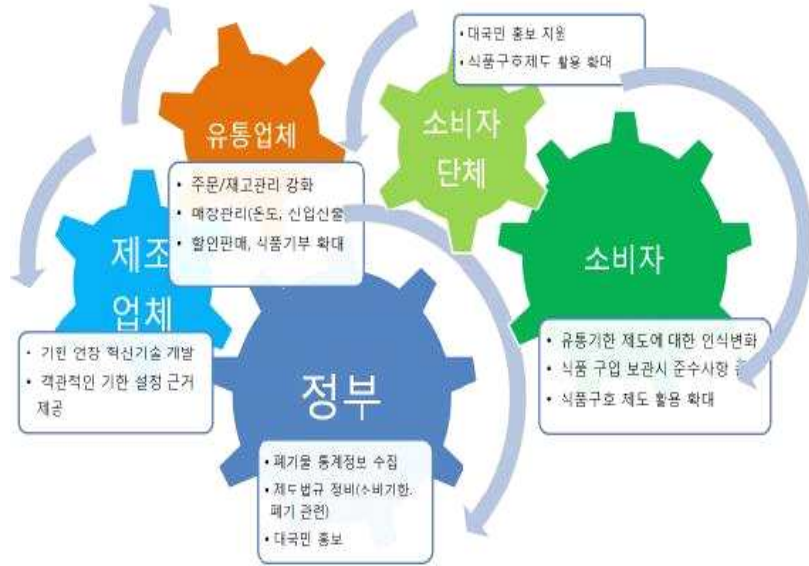 • 대국민 홍보 지원
• 식품구호제도 활용 확대
유통업체
소비자
단체
• 주문/재고관리 강화
• 매장관리(온도, 선입선출
• 할인판매, 식품기부 확대
소비자
제조
업체
• 유통기한 제도에 대한 인식변화
• 식품 구입 보관시 준수사항
• 식품구호 제도 활용 확대
• 기한 연장 혁신기술 개발
• 객관적인 기한 설정 근거
제공
정부
• 폐기물 통계정보 수집
• 제도법규 정비(소비기한.
폐기 관련)
• 대국민 홍보